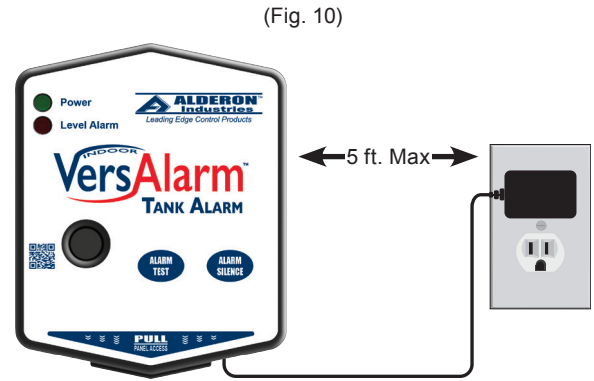 (Fig. 10)
Power
Level Alarm
ALDERON™
Industries
Leading Edge Control Products
5 ft. Max
INDOOR
VersAlarm™
TANK ALARM
ALARM
TEST
ALARM
SILENCE
PULL
PANEL ACCESS